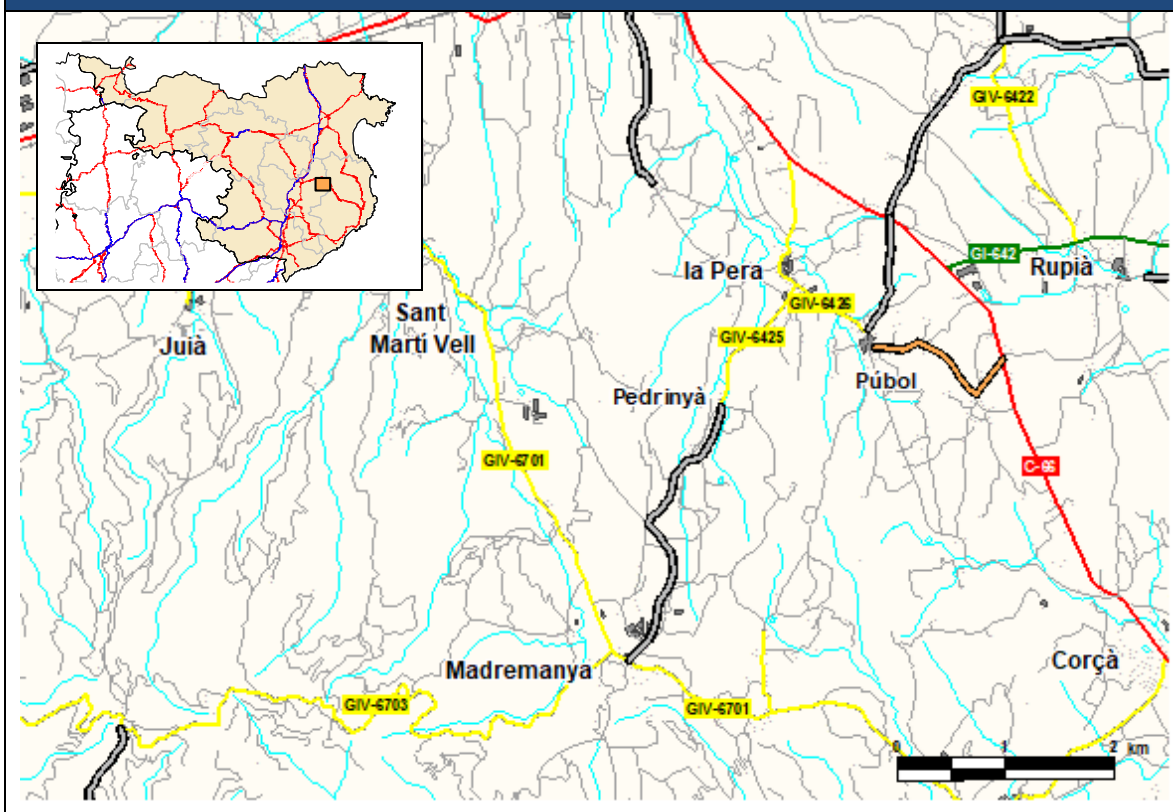 GIV-6422
GI-642
Rupià
la Pera
GIV-6426
Sant
Martí Vell
Juià
GIV-6425
Púbol
Pedrinyà
GIV-6701
C-66
Madremanya
Corçà
GIV-6703
GIV-6701
0 1 2 km